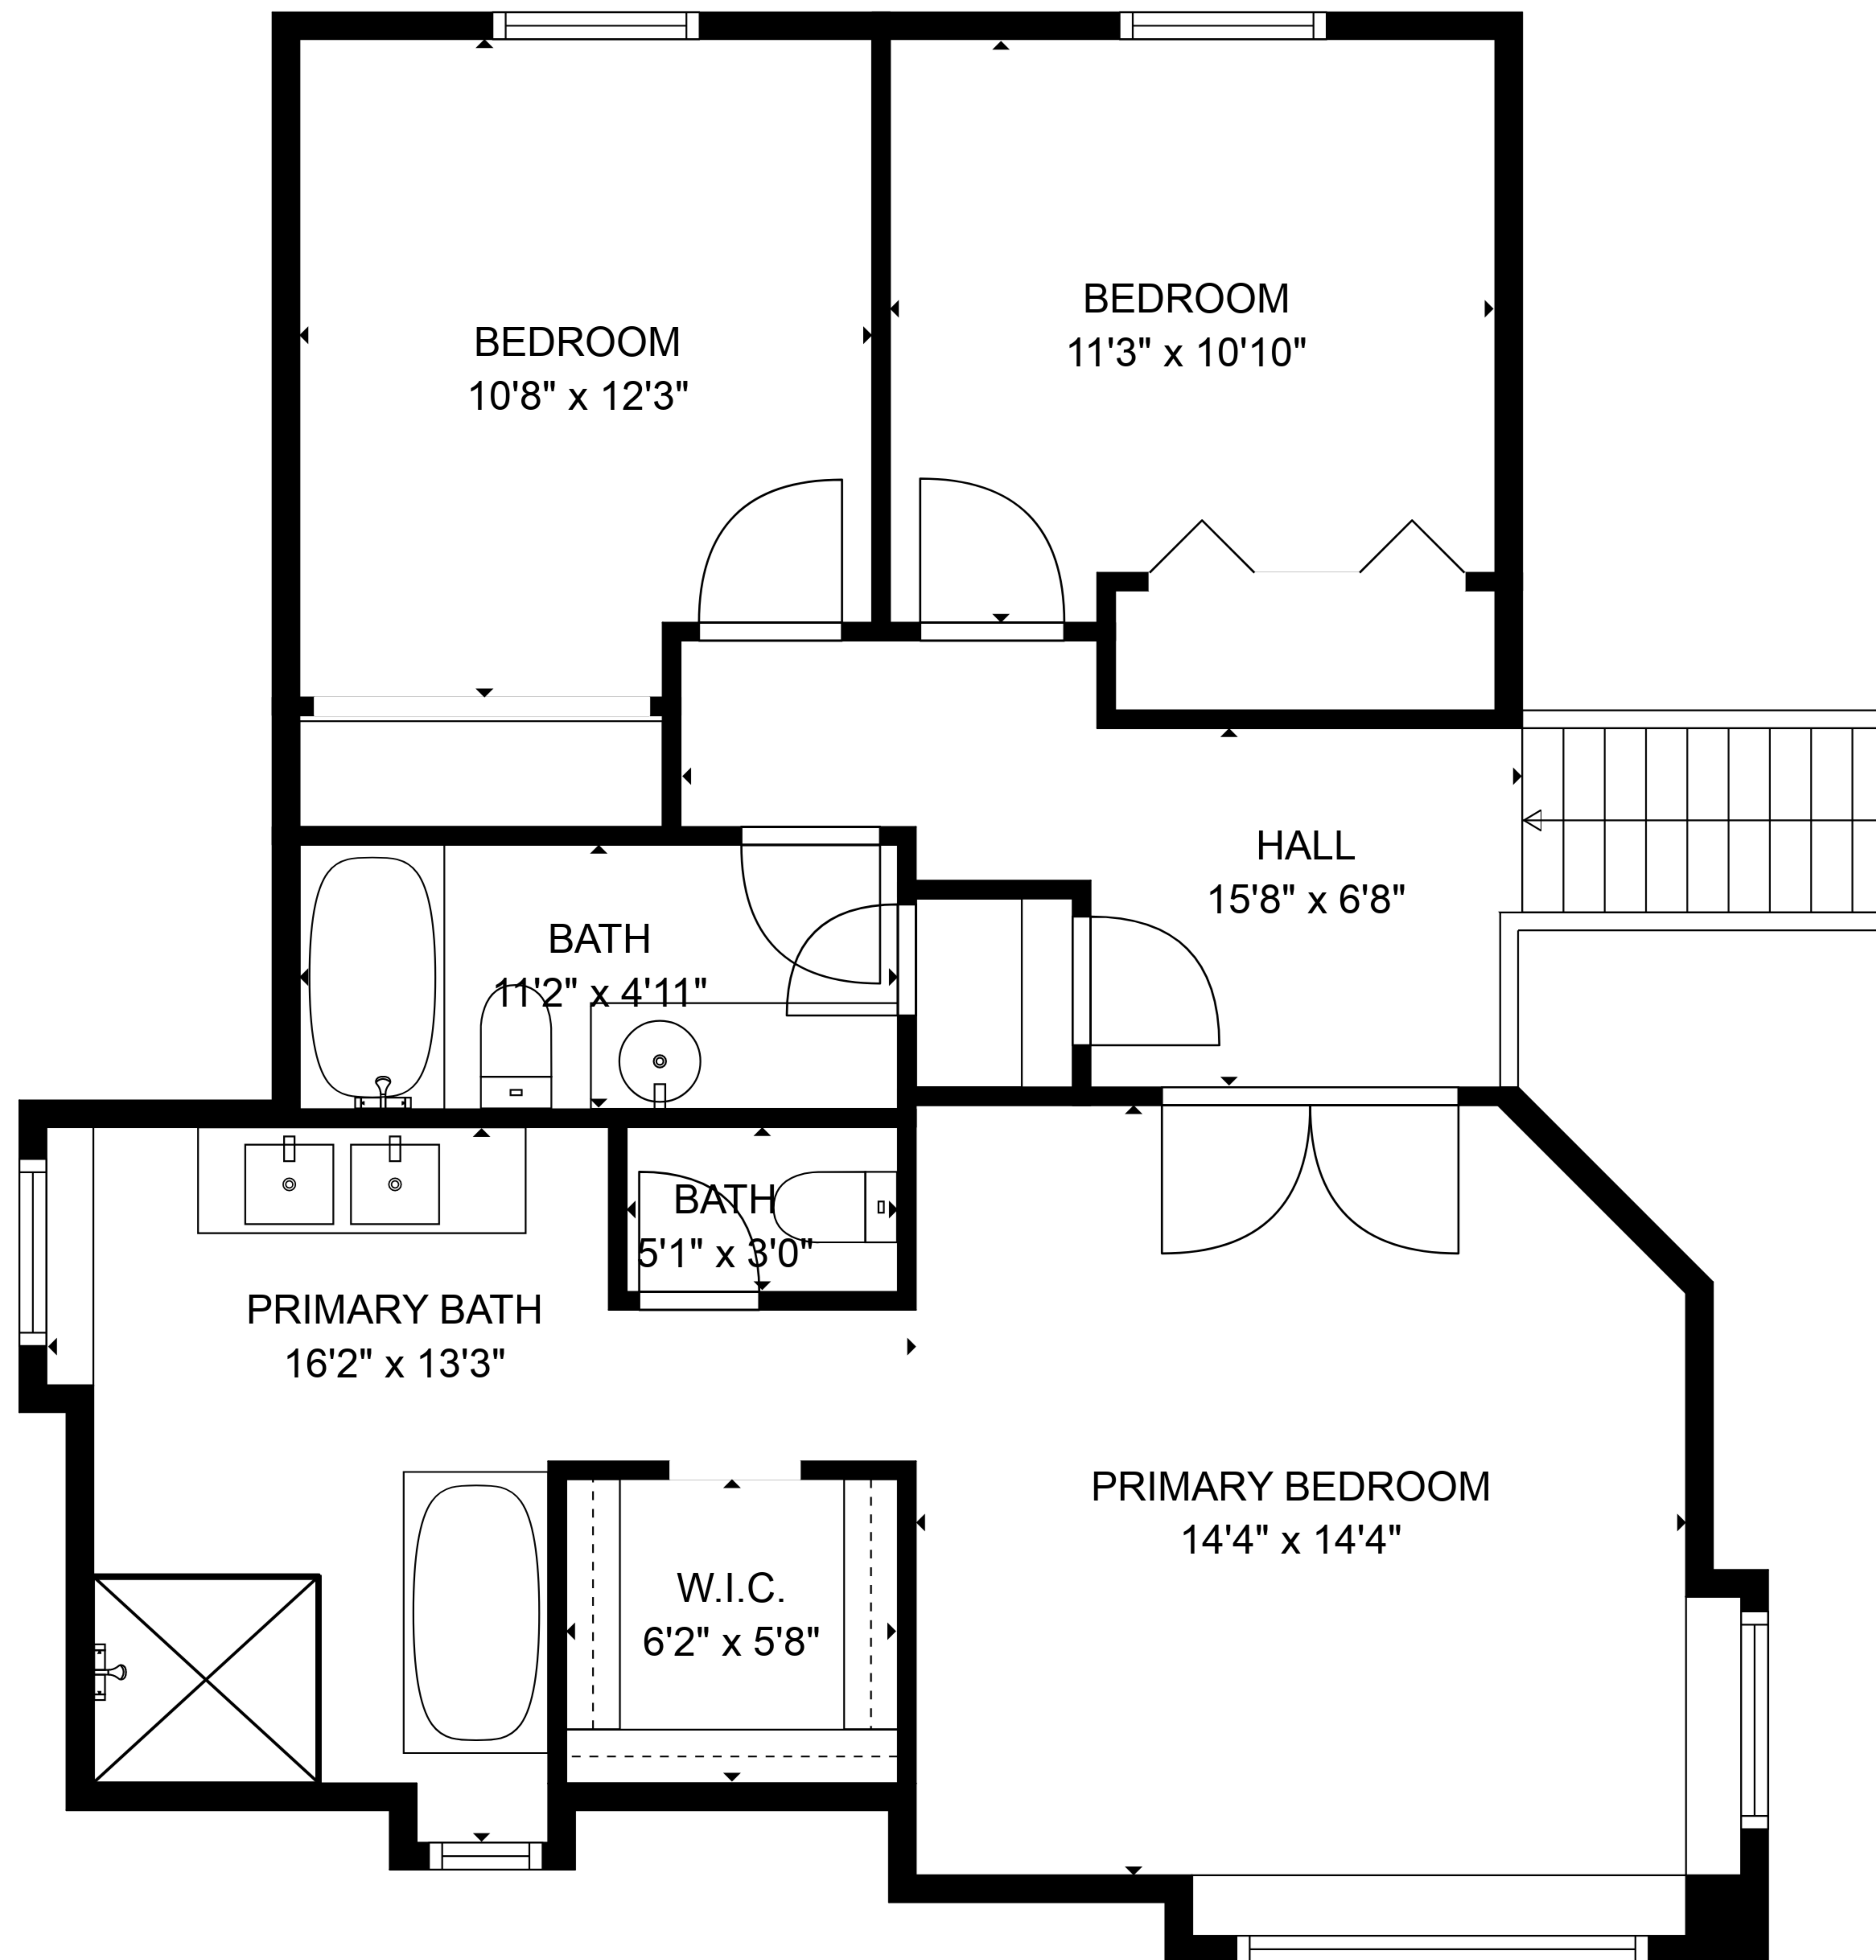 BEDROOM
10'8" x 12'3"
BEDROOM
11'3" x 10'10"
HALL
15'8" x 6'8"
BATH
11'2" x 4'11"
BATH
5'1" x 3'0"
PRIMARY BATH
16'2" x 13'3"
PRIMARY BEDROOM
14'4" x 14'4"
W.I.C.
6'2" x 5'8"